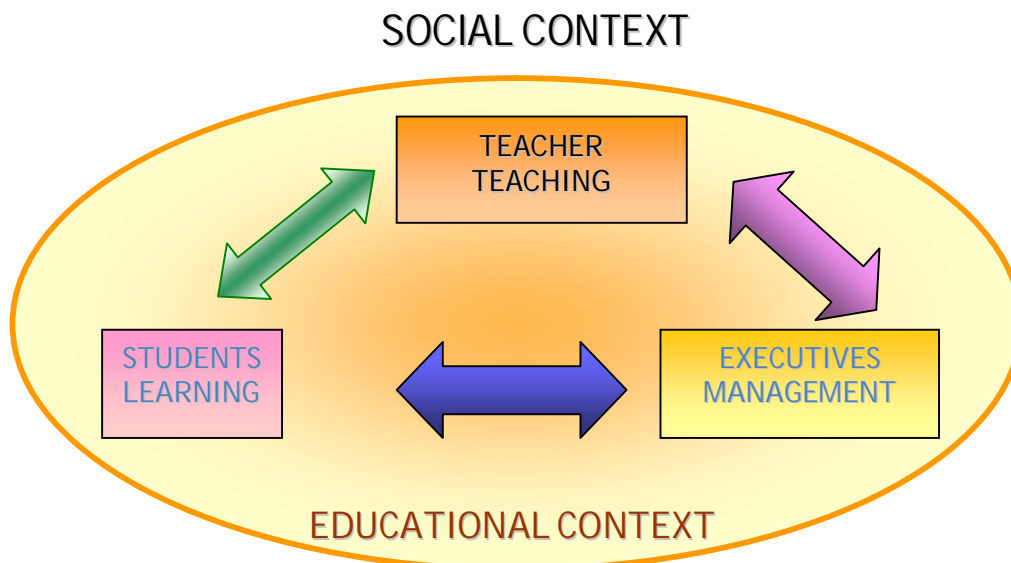 SOCIAL CONTEXT
TEACHER
TEACHING
STUDENTS
LEARNING
EXECUTIVES
MANAGEMENT
EDUCATIONAL CONTEXT